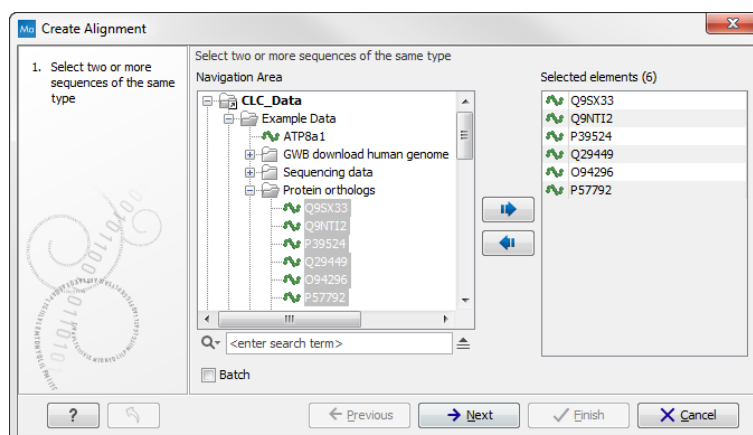 Ma Create Alignment
1. Select two or more
sequences of the same
type
Select two or more sequences of the same type
Navigation Area
CLC_Data
Example Data
ATP8a1
GWB download human genome
Sequencing data
Protein orthologs
Q9SX33
Q9NTI2
P39524
Q29449
O94296
P57792
<enter search term>
Batch
Selected elements (6)
Q9SX33
Q9NTI2
P39524
Q29449
O94296
P57792
?
Previous
Next
Finish
Cancel